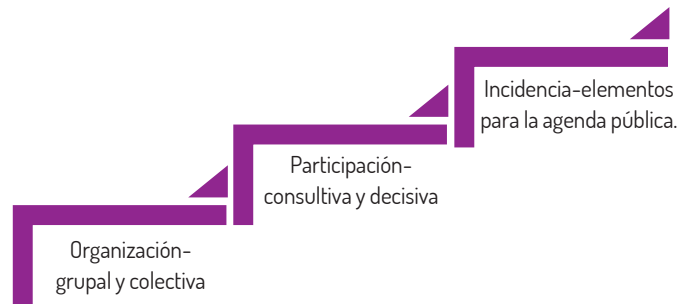 Incidencia-elementos
para la agenda pública.
Participación-
consultiva y decisiva
Organización-
grupal y colectiva